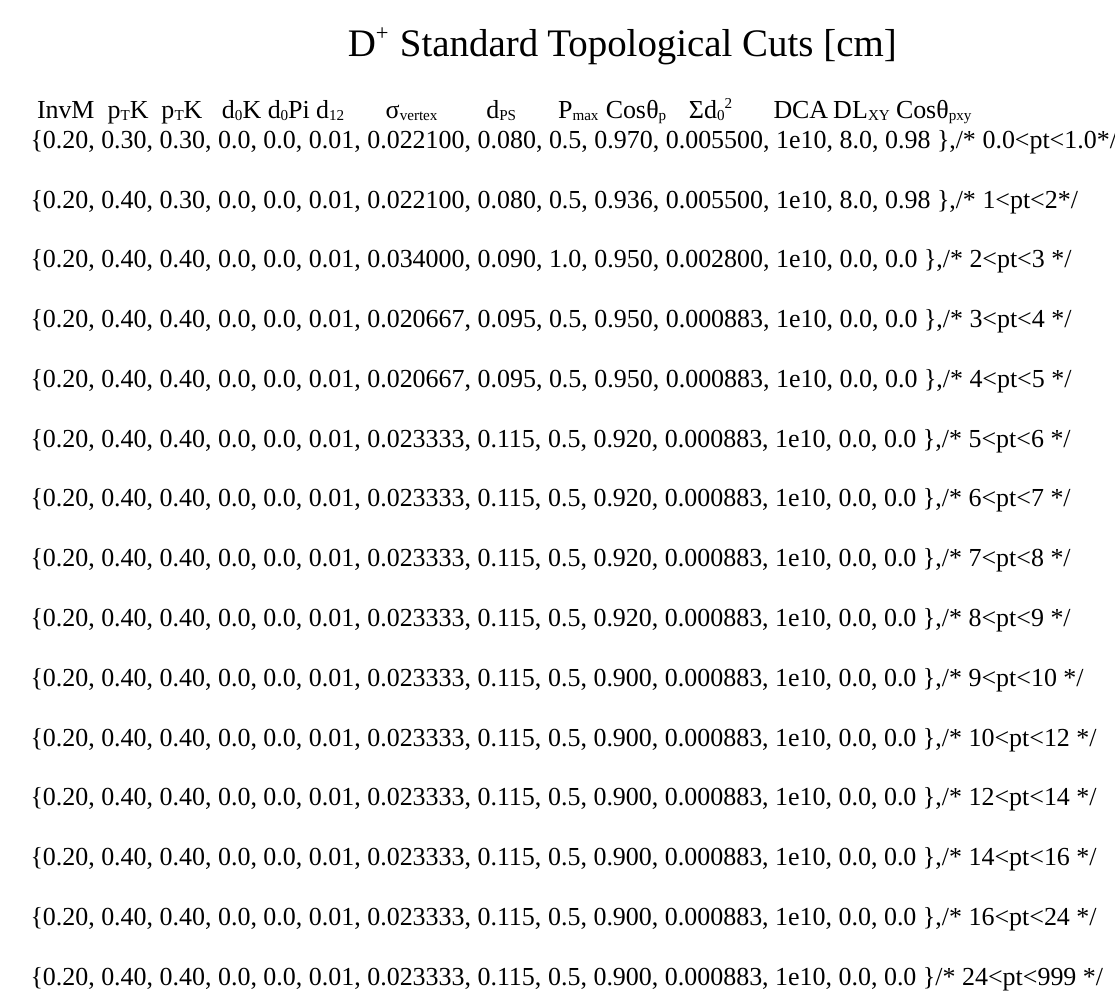 D⁺ Standard Topological Cuts [cm]
InvM pTK pTK d₀K d₀Pi d₁₂ σvertex dPS Pmax Cosθp Σd₀² DCA DLXY Cosθpxy
{0.20, 0.30, 0.30, 0.0, 0.0, 0.01, 0.022100, 0.080, 0.5, 0.970, 0.005500, 1e10, 8.0, 0.98 },/* 0.0<pt<1.0*/
{0.20, 0.40, 0.30, 0.0, 0.0, 0.01, 0.022100, 0.080, 0.5, 0.936, 0.005500, 1e10, 8.0, 0.98 },/* 1<pt<2*/
{0.20, 0.40, 0.40, 0.0, 0.0, 0.01, 0.034000, 0.090, 1.0, 0.950, 0.002800, 1e10, 0.0, 0.0 },/* 2<pt<3 */
{0.20, 0.40, 0.40, 0.0, 0.0, 0.01, 0.020667, 0.095, 0.5, 0.950, 0.000883, 1e10, 0.0, 0.0 },/* 3<pt<4 */
{0.20, 0.40, 0.40, 0.0, 0.0, 0.01, 0.020667, 0.095, 0.5, 0.950, 0.000883, 1e10, 0.0, 0.0 },/* 4<pt<5 */
{0.20, 0.40, 0.40, 0.0, 0.0, 0.01, 0.023333, 0.115, 0.5, 0.920, 0.000883, 1e10, 0.0, 0.0 },/* 5<pt<6 */
{0.20, 0.40, 0.40, 0.0, 0.0, 0.01, 0.023333, 0.115, 0.5, 0.920, 0.000883, 1e10, 0.0, 0.0 },/* 6<pt<7 */
{0.20, 0.40, 0.40, 0.0, 0.0, 0.01, 0.023333, 0.115, 0.5, 0.920, 0.000883, 1e10, 0.0, 0.0 },/* 7<pt<8 */
{0.20, 0.40, 0.40, 0.0, 0.0, 0.01, 0.023333, 0.115, 0.5, 0.920, 0.000883, 1e10, 0.0, 0.0 },/* 8<pt<9 */
{0.20, 0.40, 0.40, 0.0, 0.0, 0.01, 0.023333, 0.115, 0.5, 0.900, 0.000883, 1e10, 0.0, 0.0 },/* 9<pt<10 */
{0.20, 0.40, 0.40, 0.0, 0.0, 0.01, 0.023333, 0.115, 0.5, 0.900, 0.000883, 1e10, 0.0, 0.0 },/* 10<pt<12 */
{0.20, 0.40, 0.40, 0.0, 0.0, 0.01, 0.023333, 0.115, 0.5, 0.900, 0.000883, 1e10, 0.0, 0.0 },/* 12<pt<14 */
{0.20, 0.40, 0.40, 0.0, 0.0, 0.01, 0.023333, 0.115, 0.5, 0.900, 0.000883, 1e10, 0.0, 0.0 },/* 14<pt<16 */
{0.20, 0.40, 0.40, 0.0, 0.0, 0.01, 0.023333, 0.115, 0.5, 0.900, 0.000883, 1e10, 0.0, 0.0 },/* 16<pt<24 */
{0.20, 0.40, 0.40, 0.0, 0.0, 0.01, 0.023333, 0.115, 0.5, 0.900, 0.000883, 1e10, 0.0, 0.0 }/* 24<pt<999 */